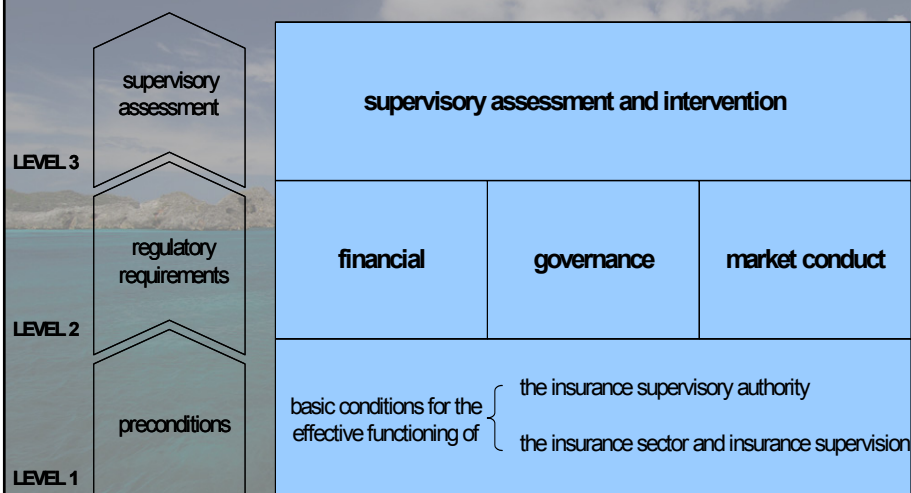 supervisory
assessment
supervisory assessment and intervention
LEVEL 3
regulatory
requirements
financial
governance
market conduct
LEVEL 2
preconditions
basic conditions for the
effective functioning of
the insurance supervisory authority
the insurance sector and insurance supervision
LEVEL 1